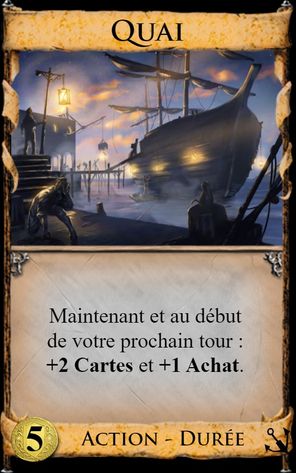 QUAI
Maintenant et au début
de votre prochain tour :
+2 Cartes et +1 Achat.
5 ACTION - DURÉE